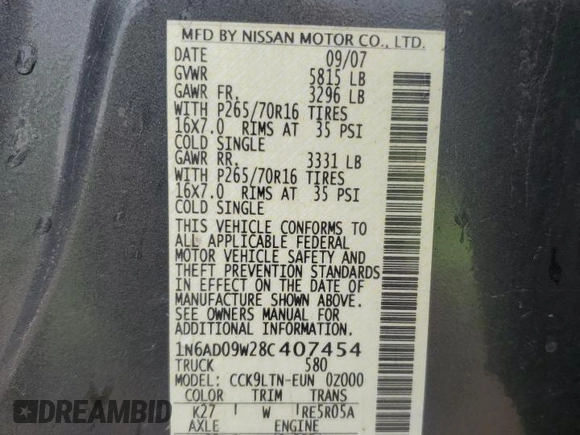 MFD BY NISSAN MOTOR CO., LTD.
DATE 09/07
GVWR 5815 LB
GAWR FR. 3296 LB
WITH P265/70R16 TIRES
16X7.0 RIMS AT 35 PSI
COLD SINGLE
GAWR RR. 3331 LB
WITH P265/70R16 TIRES
16X7.0 RIMS AT 35 PSI
COLD SINGLE
THIS VEHICLE CONFORMS TO
ALL APPLICABLE FEDERAL
MOTOR VEHICLE SAFETY AND
THEFT PREVENTION STANDARDS
IN EFFECT ON THE DATE OF
MANUFACTURE SHOWN ABOVE.
SEE OWNERS MANUAL FOR
ADDITIONAL INFORMATION.
1N6AD09W28C407454
TRUCK 580
MODEL: CCK9LTN-EUN 0Z000
COLOR TRIM TRANS
K27 W RE5R05A
AXLE ENGINE